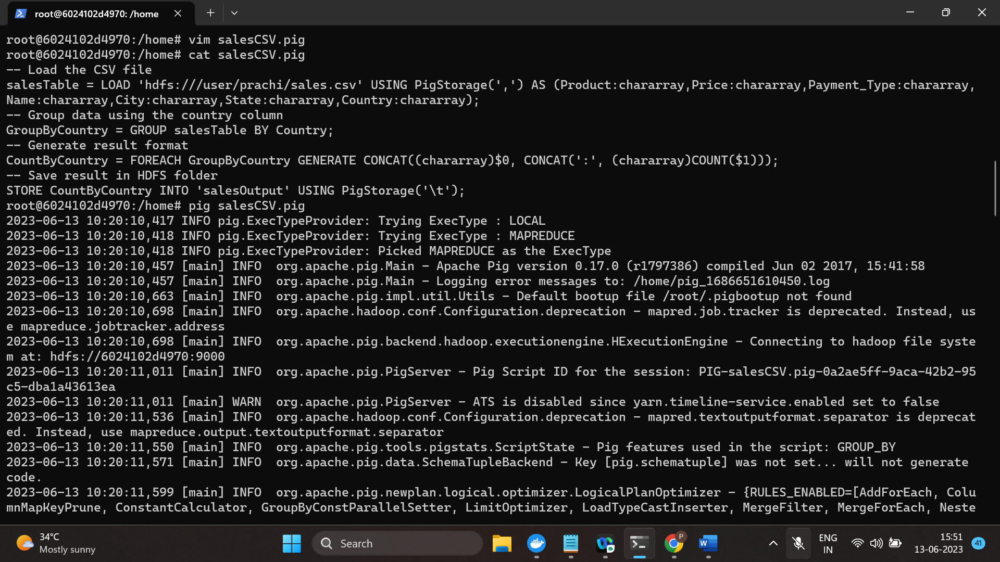 root@6024102d4970: /home
root@6024102d4970:/home# vim salesCSV.pig
root@6024102d4970:/home# cat salesCSV.pig
-- Load the CSV file
salesTable = LOAD 'hdfs:///user/prachi/sales.csv' USING PigStorage(',') AS (Product:chararray,Price:chararray,Payment_Type:chararray,
Name:chararray,City:chararray,State:chararray,Country:chararray);
-- Group data using the country column
GroupByCountry = GROUP salesTable BY Country;
-- Generate result format
CountByCountry = FOREACH GroupByCountry GENERATE CONCAT((chararray)$0, CONCAT(':', (chararray)COUNT($1)));
-- Save result in HDFS folder
STORE CountByCountry INTO 'salesOutput' USING PigStorage('\t');
root@6024102d4970:/home# pig salesCSV.pig
2023-06-13 10:20:10,417 INFO pig.ExecTypeProvider: Trying ExecType : LOCAL
2023-06-13 10:20:10,418 INFO pig.ExecTypeProvider: Trying ExecType : MAPREDUCE
2023-06-13 10:20:10,418 INFO pig.ExecTypeProvider: Picked MAPREDUCE as the ExecType
2023-06-13 10:20:10,457 [main] INFO  org.apache.pig.Main - Apache Pig version 0.17.0 (r1797386) compiled Jun 02 2017, 15:41:58
2023-06-13 10:20:10,457 [main] INFO  org.apache.pig.Main - Logging error messages to: /home/pig_1686651610450.log
2023-06-13 10:20:10,663 [main] INFO  org.apache.pig.impl.util.Utils - Default bootup file /root/.pigbootup not found
2023-06-13 10:20:10,698 [main] INFO  org.apache.hadoop.conf.Configuration.deprecation - mapred.job.tracker is deprecated. Instead, us
e mapreduce.jobtracker.address
2023-06-13 10:20:10,698 [main] INFO  org.apache.pig.backend.hadoop.executionengine.HExecutionEngine - Connecting to hadoop file syste
m at: hdfs://6024102d4970:9000
2023-06-13 10:20:11,011 [main] INFO  org.apache.pig.PigServer - Pig Script ID for the session: PIG-salesCSV.pig-0a2ae5ff-9aca-42b2-95
c5-dba1a43613ea
2023-06-13 10:20:11,011 [main] WARN  org.apache.pig.PigServer - ATS is disabled since yarn.timeline-service.enabled set to false
2023-06-13 10:20:11,536 [main] INFO  org.apache.hadoop.conf.Configuration.deprecation - mapred.textoutputformat.separator is deprecat
ed. Instead, use mapreduce.output.textoutputformat.separator
2023-06-13 10:20:11,550 [main] INFO  org.apache.pig.tools.pigstats.ScriptState - Pig features used in the script: GROUP_BY
2023-06-13 10:20:11,571 [main] INFO  org.apache.pig.data.SchemaTupleBackend - Key [pig.schematuple] was not set... will not generate
code.
2023-06-13 10:20:11,599 [main] INFO  org.apache.pig.newplan.logical.optimizer.LogicalPlanOptimizer - {RULES_ENABLED=[AddForEach, Colu
mnMapKeyPrune, ConstantCalculator, GroupByConstParallelSetter, LimitOptimizer, LoadTypeCastInserter, MergeFilter, MergeForEach, Neste
34°C
Mostly sunny
Search
P
W
ENG
IN
15:51
13-06-2023
41